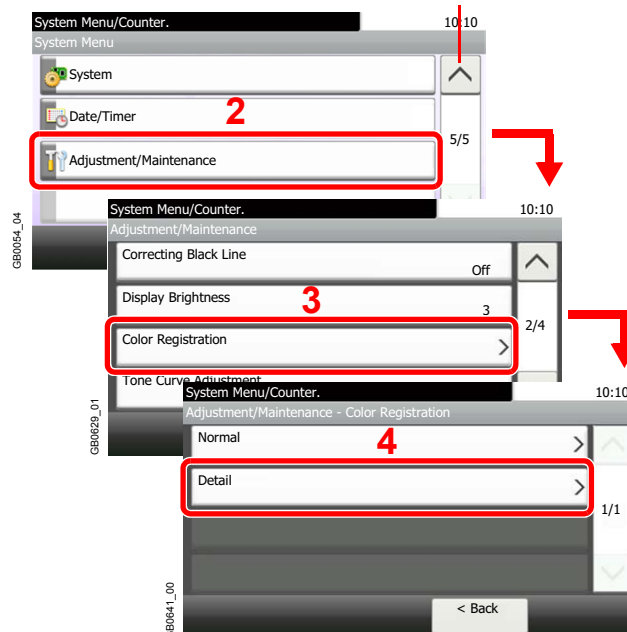 System Menu/Counter. 10:10
System Menu
System
Date/Timer
2
5/5
Adjustment/Maintenance
GB0054_04
System Menu/Counter. 10:10
Adjustment/Maintenance
Correcting Black Line
Off
Display Brightness
3
3
2/4
Color Registration
Tone Curve Adjustment
GB0629_01
System Menu/Counter. 10:10
Adjustment/Maintenance - Color Registration
Normal
4
Detail
1/1
< Back
GB0641_00